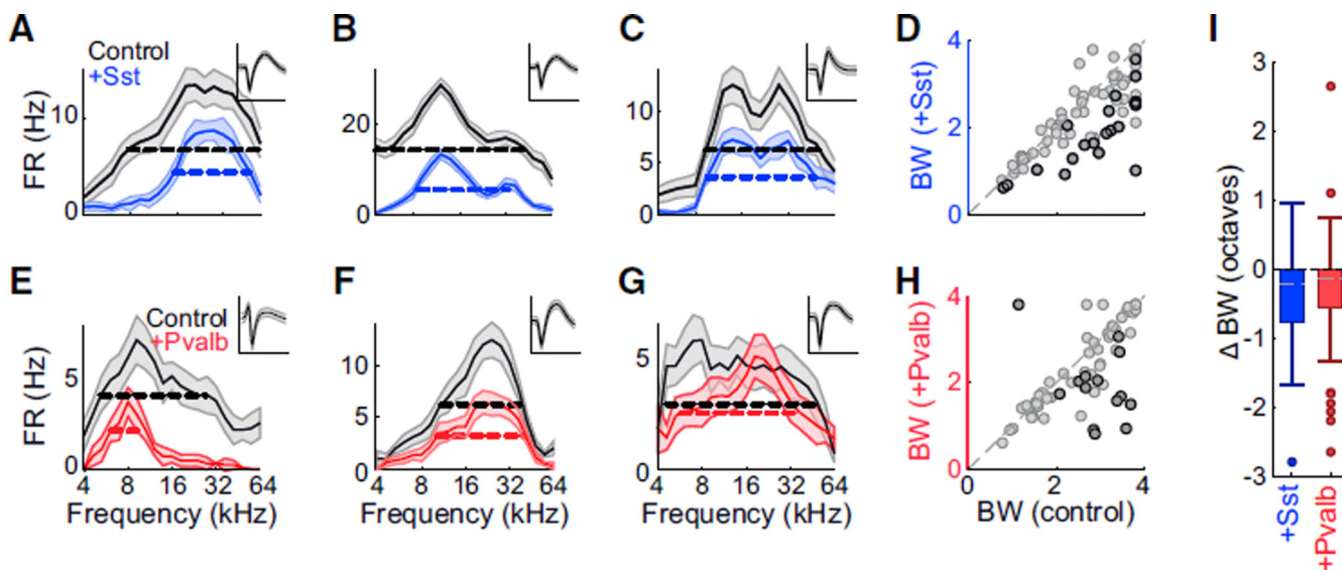 A
B
C
D
I
Control
+Sst
FR (Hz)
10
0
20
0
10
5
0
BW (+Sst)
4
2
0
3
2
1
0
-1
-2
-3
Δ BW (octaves)
E
F
G
H
Control
+Pvalb
FR (Hz)
5
0
10
5
0
5
0
BW (+Pvalb)
4
2
0
4 8 16 32 64
4 8 16 32 64
4 8 16 32 64
0 2 4
Frequency (kHz)
Frequency (kHz)
Frequency (kHz)
BW (control)
+Sst
+Pvalb